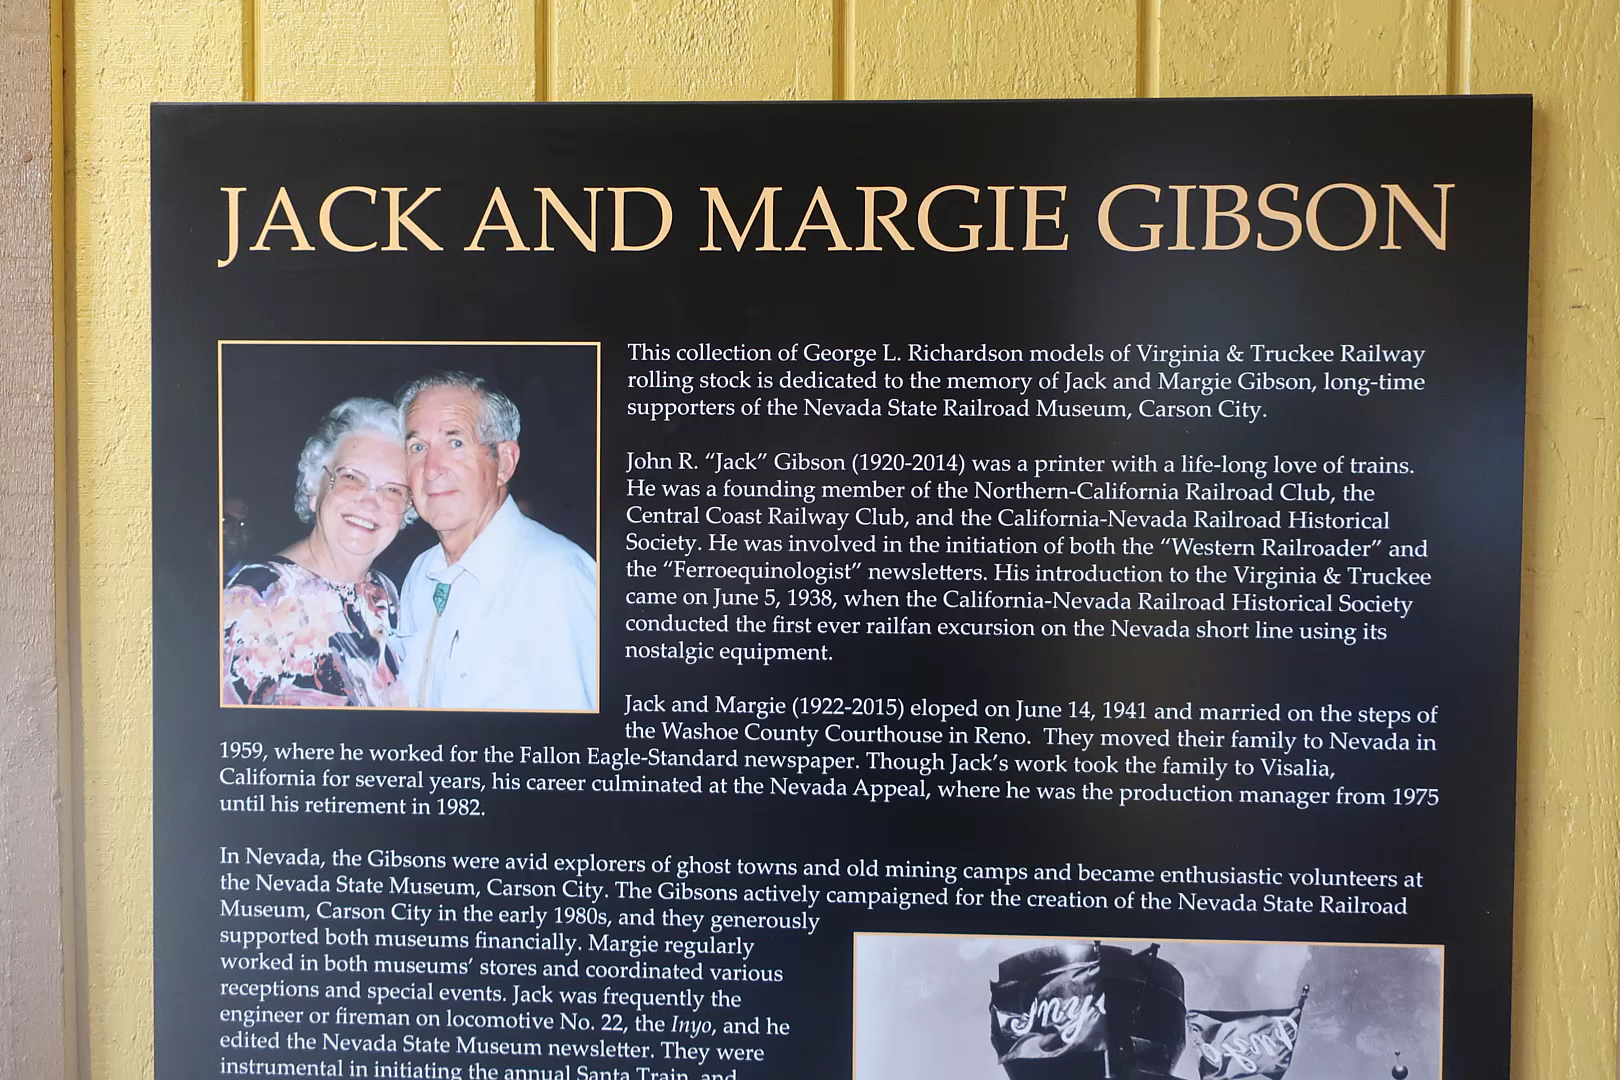 JACK AND MARGIE GIBSON
This collection of George L. Richardson models of Virginia & Truckee Railway
rolling stock is dedicated to the memory of Jack and Margie Gibson, long-time
supporters of the Nevada State Railroad Museum, Carson City.
John R. “Jack” Gibson (1920-2014) was a printer with a life-long love of trains.
He was a founding member of the Northern-California Railroad Club, the
Central Coast Railway Club, and the California-Nevada Railroad Historical
Society. He was involved in the initiation of both the “Western Railroader” and
the “Ferroequinologist” newsletters. His introduction to the Virginia & Truckee
came on June 5, 1938, when the California-Nevada Railroad Historical Society
conducted the first ever railfan excursion on the Nevada short line using its
nostalgic equipment.
Jack and Margie (1922-2015) eloped on June 14, 1941 and married on the steps of
the Washoe County Courthouse in Reno.  They moved their family to Nevada in
1959, where he worked for the Fallon Eagle-Standard newspaper. Though Jack’s work took the family to Visalia,
California for several years, his career culminated at the Nevada Appeal, where he was the production manager from 1975
until his retirement in 1982.
In Nevada, the Gibsons were avid explorers of ghost towns and old mining camps and became enthusiastic volunteers at
the Nevada State Museum, Carson City. The Gibsons actively campaigned for the creation of the Nevada State Railroad
Museum, Carson City in the early 1980s, and they generously
supported both museums financially. Margie regularly
worked in both museums’ stores and coordinated various
receptions and special events. Jack was frequently the
engineer or fireman on locomotive No. 22, the Inyo, and he
edited the Nevada State Museum newsletter. They were
instrumental in initiating the annual Santa Train, and
Inyo